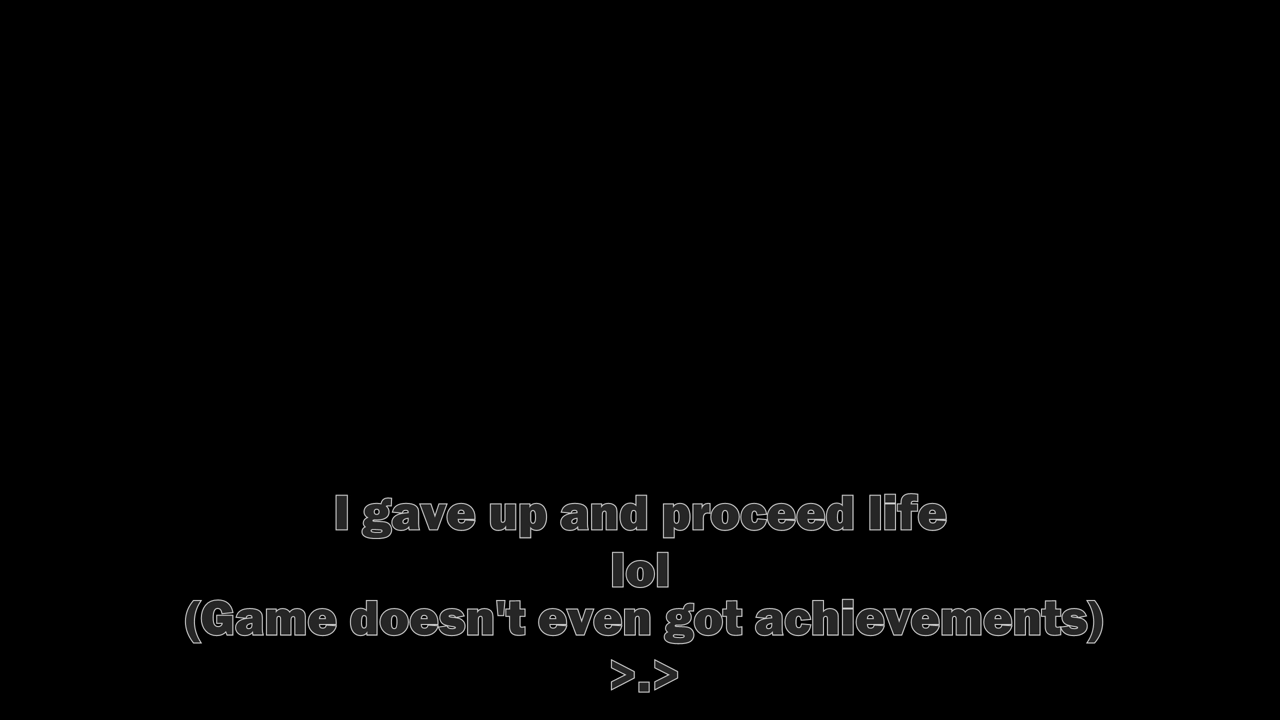 I gave up and proceed life
lol
(Game doesn't even got achievements)
>.>